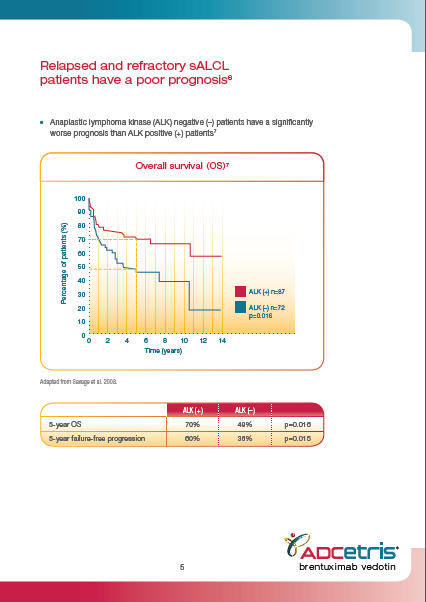 Relapsed and refractory sALCL
patients have a poor prognosis⁶
• Anaplastic lymphoma kinase (ALK) negative (–) patients have a significantly
worse prognosis than ALK positive (+) patients⁷
Overall survival (OS)⁷
Percentage of patients (%)
100
90
80
70
60
50
40
30
20
10
0
0 2 4 6 8 10 12 14
Time (years)
ALK (+) n=87
ALK (–) n=72
p=0.016
Adapted from Savage et al. 2008.
ALK (+) ALK (–)
5-year OS 70% 49% p=0.016
5-year failure-free progression 60% 36% p=0.015
ADCetris
brentuximab vedotin
5